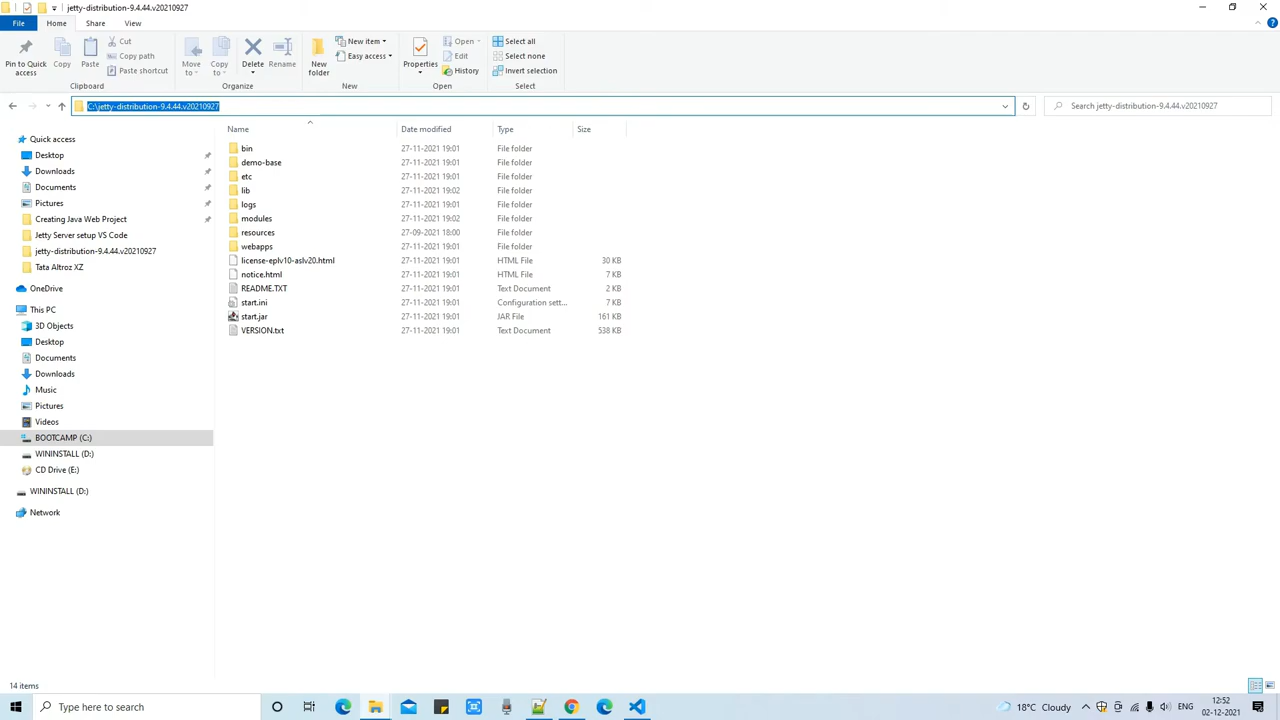 jetty-distribution-9.4.44.v20210927
File Home Share View
Pin to Quick access
Copy
Paste
Cut
Copy path
Paste shortcut
Clipboard
Move to
Copy to
Delete
Rename
Organize
New folder
New item
Easy access
New
Properties
Open
Edit
History
Open
Select all
Select none
Invert selection
Select
C:\jetty-distribution-9.4.44.v20210927
Search jetty-distribution-9.4.44.v20210927
Quick access
Desktop
Downloads
Documents
Pictures
Creating Java Web Project
Jetty Server setup VS Code
jetty-distribution-9.4.44.v20210927
Tata Altroz XZ
OneDrive
This PC
3D Objects
Desktop
Documents
Downloads
Music
Pictures
Videos
BOOTCAMP (C:)
WININSTALL (D:)
CD Drive (E:)
WININSTALL (D:)
Network
Name Date modified Type Size
bin 27-11-2021 19:01 File folder
demo-base 27-11-2021 19:01 File folder
etc 27-11-2021 19:01 File folder
lib 27-11-2021 19:02 File folder
logs 27-11-2021 19:01 File folder
modules 27-11-2021 19:02 File folder
resources 27-09-2021 18:00 File folder
webapps 27-11-2021 19:01 File folder
license-eplv10-aslv20.html 27-11-2021 19:01 HTML File 30 KB
notice.html 27-11-2021 19:01 HTML File 7 KB
README.TXT 27-11-2021 19:01 Text Document 2 KB
start.ini 27-11-2021 19:01 Configuration sett... 7 KB
start.jar 27-11-2021 19:01 JAR File 161 KB
VERSION.txt 27-11-2021 19:01 Text Document 538 KB
14 items
Type here to search
18°C Cloudy
ENG
12:52
02-12-2021